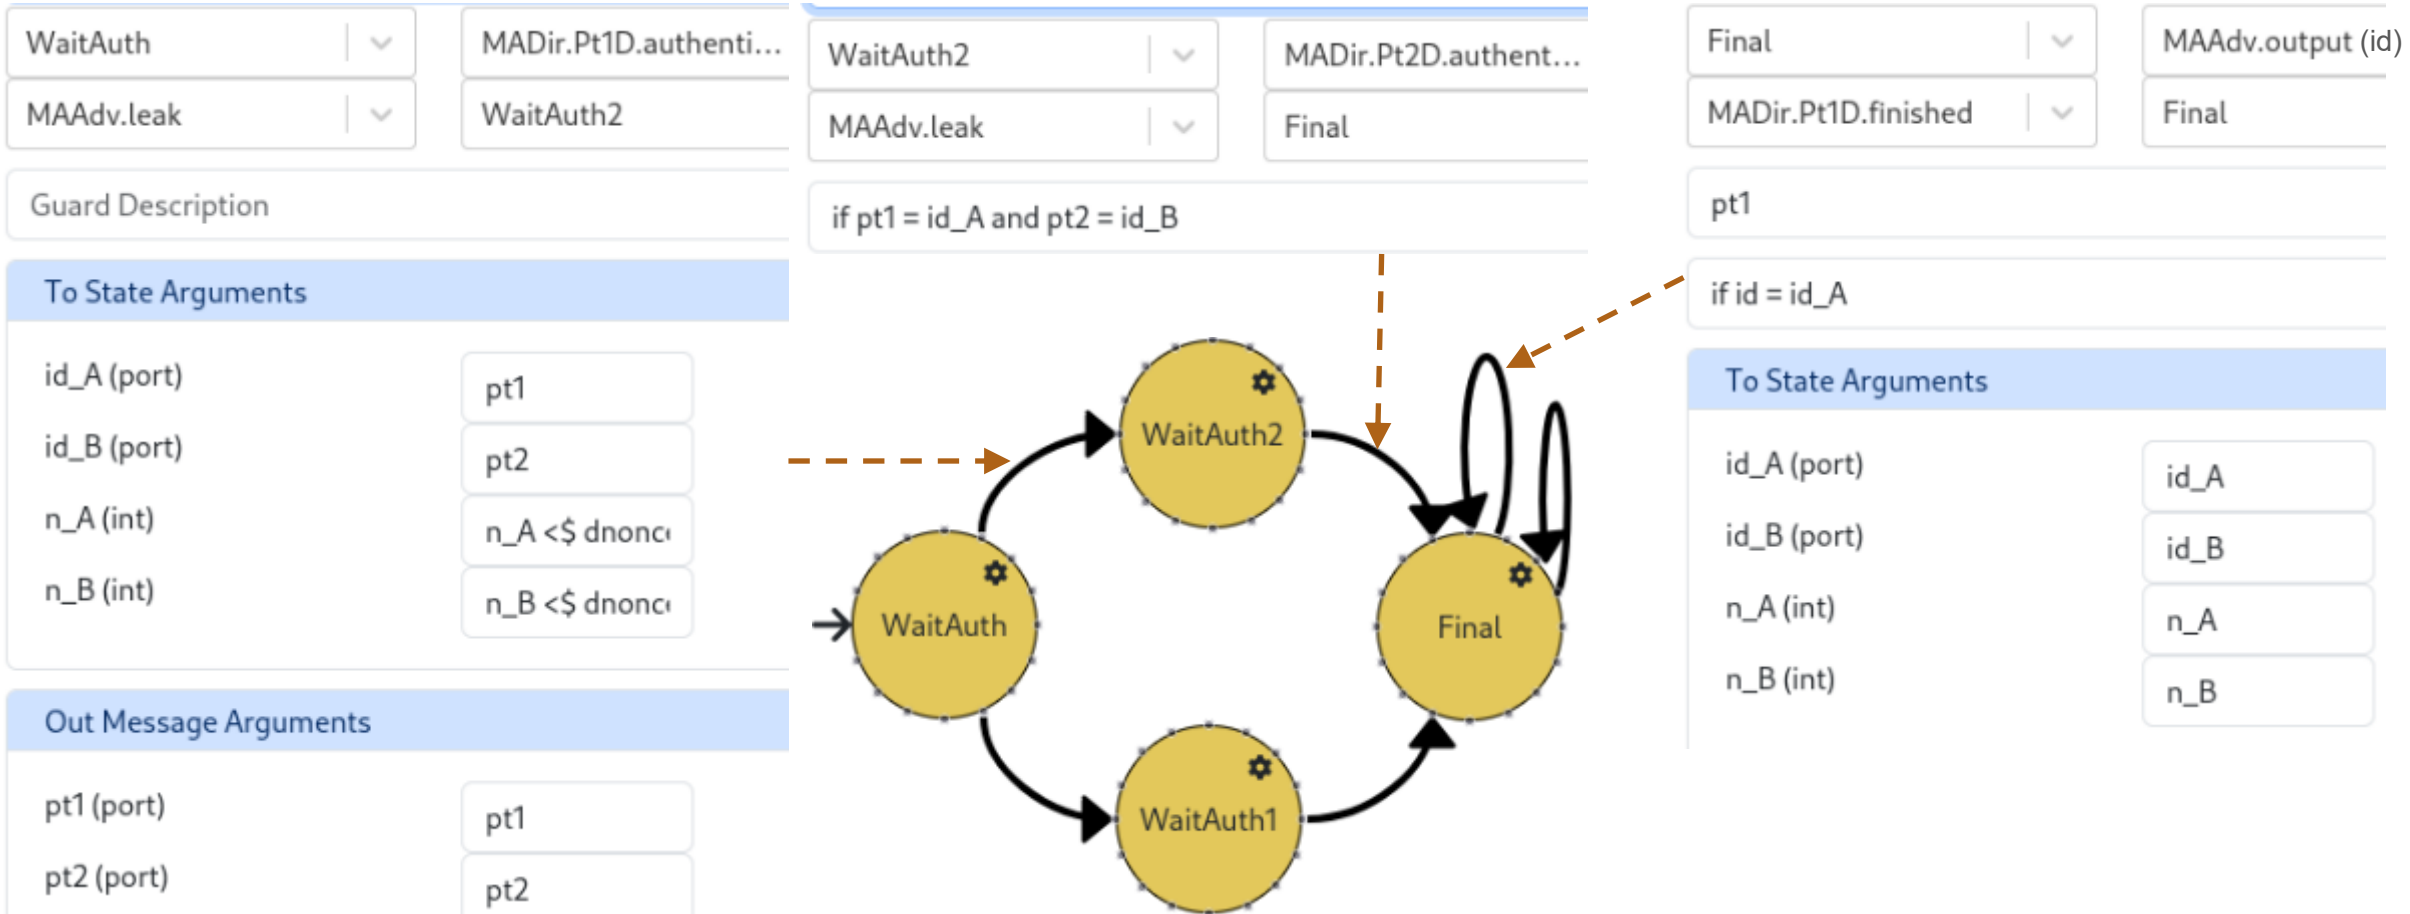 WaitAuth
MADir.Pt1D.authenti...
MAAdv.leak
WaitAuth2
Guard Description
To State Arguments
id_A (port)
pt1
id_B (port)
pt2
n_A (int)
n_A <$ dnonc
n_B (int)
n_B <$ dnonc
Out Message Arguments
pt1 (port)
pt1
pt2 (port)
pt2
WaitAuth2
MADir.Pt2D.authent...
MAAdv.leak
Final
if pt1 = id_A and pt2 = id_B
WaitAuth2
WaitAuth
Final
WaitAuth1
Final
MAAdv.output (id)
MADir.Pt1D.finished
Final
pt1
if id = id_A
To State Arguments
id_A (port)
id_A
id_B (port)
id_B
n_A (int)
n_A
n_B (int)
n_B